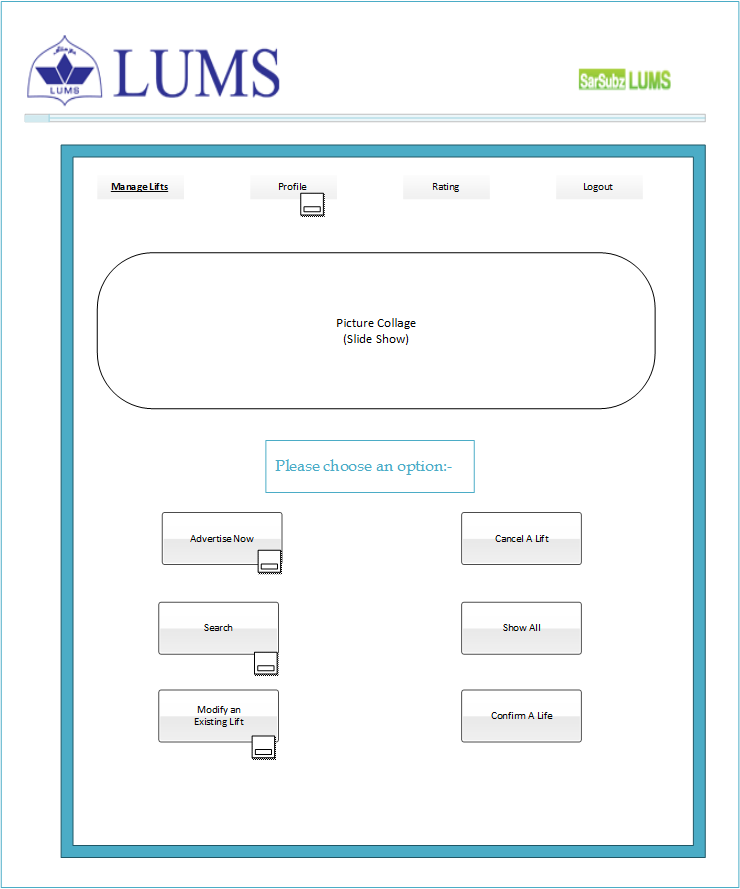 LUMS
LUMS
SarSubz LUMS
Manage Lifts
Profile
Rating
Logout
Picture Collage
(Slide Show)
Please choose an option:-
Advertise Now
Cancel A Lift
Search
Show All
Modify an
Existing Lift
Confirm A Life